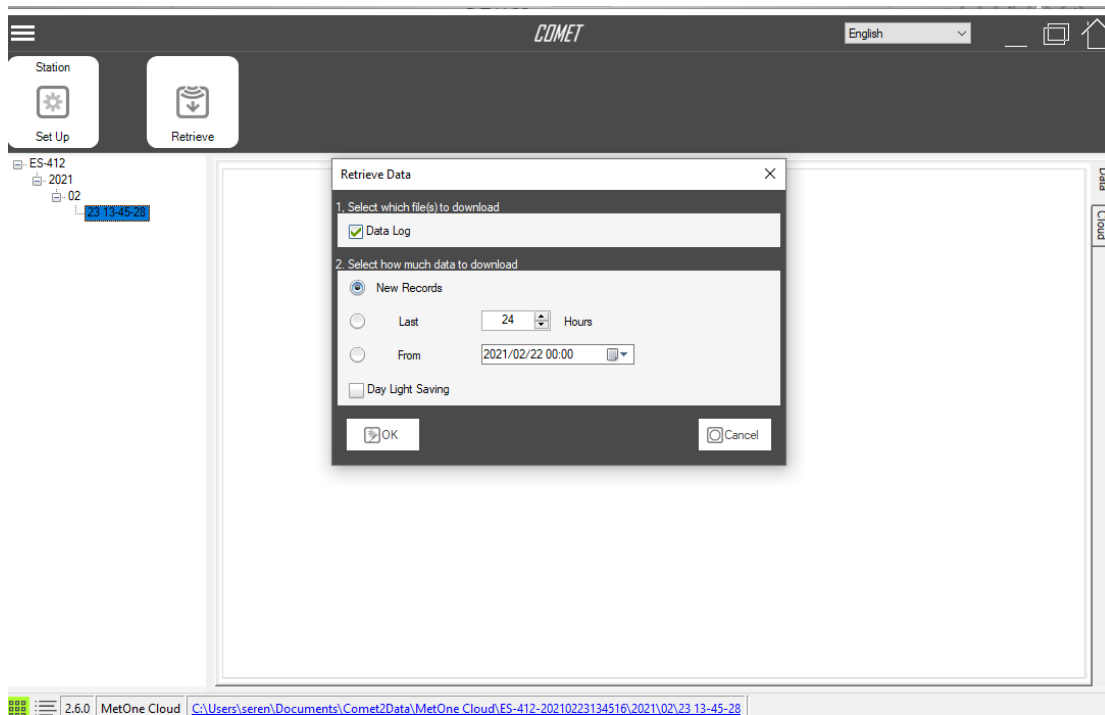 COMET
English
Station
Set Up
Retrieve
ES-412
2021
02
23 13-45-28
Retrieve Data
1. Select which file(s) to download
Data Log
2. Select how much data to download
New Records
Last 24 Hours
From 2021/02/22 00:00
Day Light Saving
OK Cancel
Data
Cloud
2.6.0 MetOne Cloud C:\Users\seren\Documents\Comet2Data\MetOne Cloud\ES-412-20210223134516\2021\02\23 13-45-28